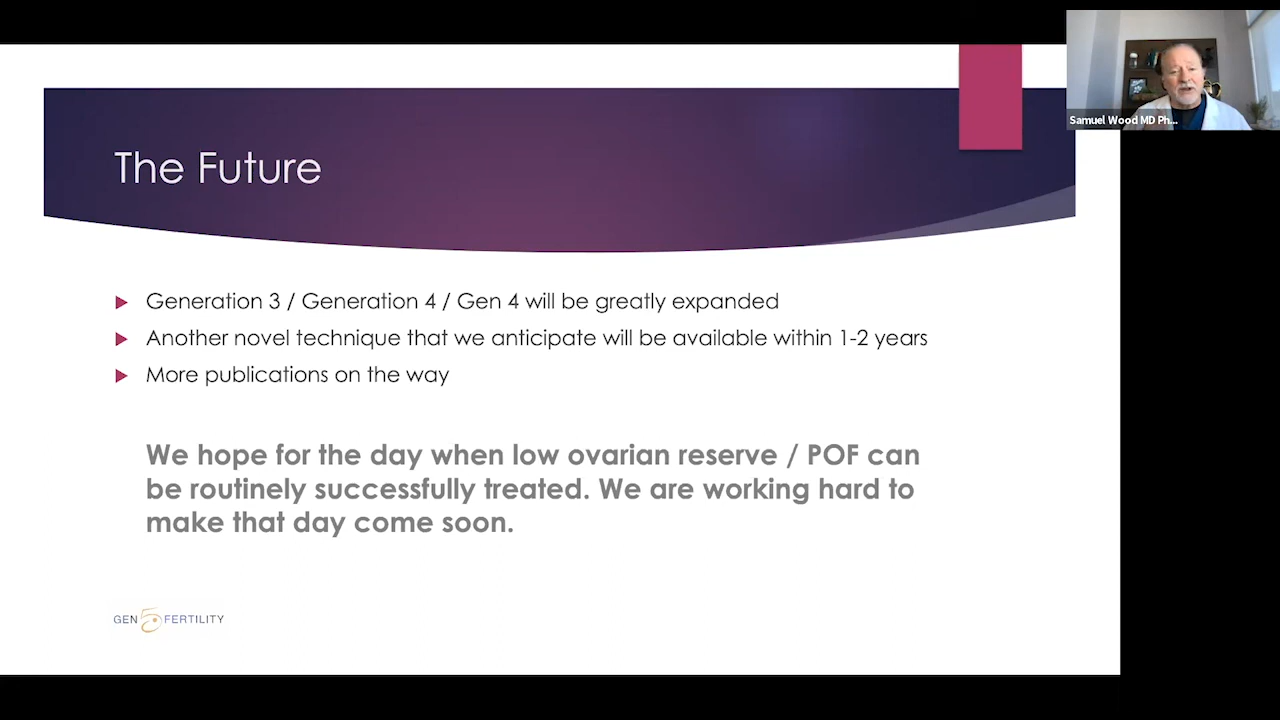 Samuel Wood MD Ph...
The Future
Generation 3 / Generation 4 / Gen 4 will be greatly expanded
Another novel technique that we anticipate will be available within 1-2 years
More publications on the way
We hope for the day when low ovarian reserve / POF can
be routinely successfully treated. We are working hard to
make that day come soon.
GEN 5 FERTILITY